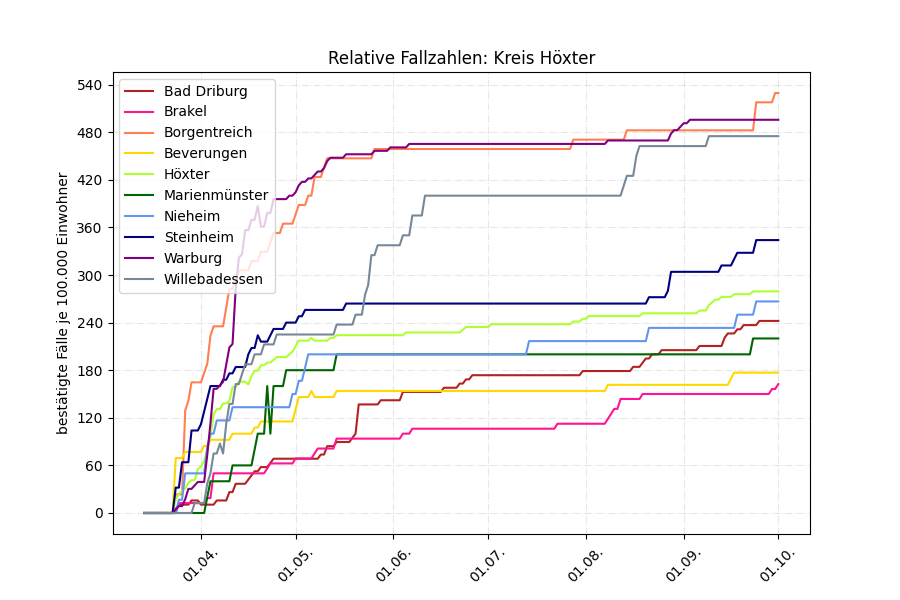 Relative Fallzahlen: Kreis Höxter
bestätigte Fälle je 100.000 Einwohner
540
480
420
360
300
240
180
120
60
0
Bad Driburg
Brakel
Borgentreich
Beverungen
Höxter
Marienmünster
Nieheim
Steinheim
Warburg
Willebadessen
01.04.
01.05.
01.06.
01.07.
01.08.
01.09.
01.10.